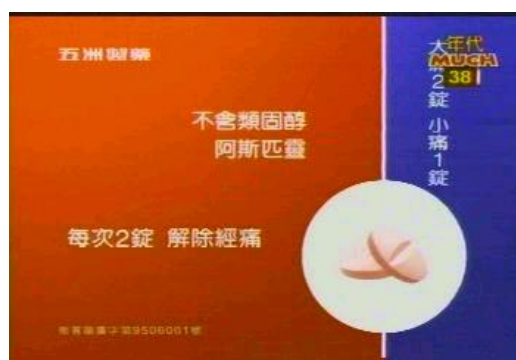 五洲製藥
不含類固醇
阿斯匹靈
每次2錠 解除經痛
大痛2錠 小痛1錠
年代
MUCH
38